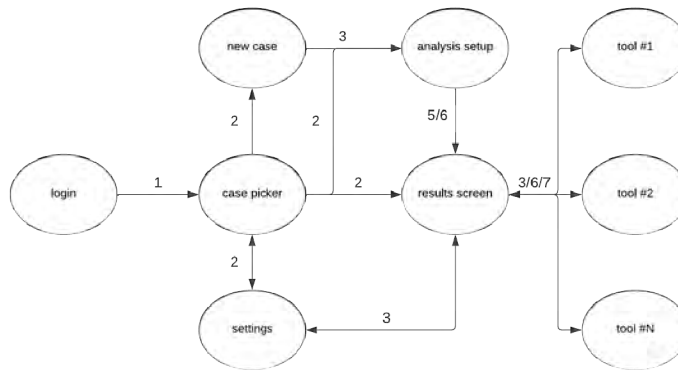 new case
3
analysis setup
tool #1
2
2
5/6
login
1
case picker
2
results screen
3/6/7
tool #2
2
settings
3
tool #N